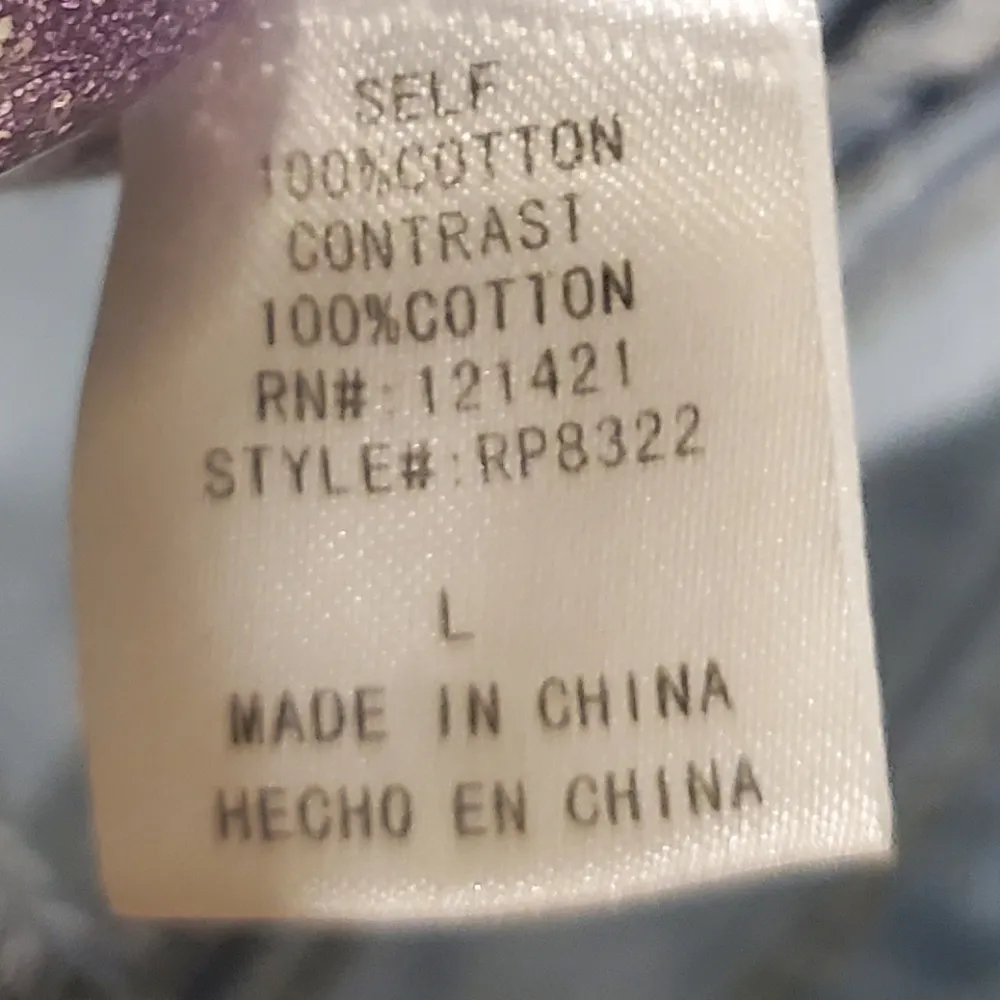 SELF
100%COTTON
CONTRAST
100%COTTON
RN#:121421
STYLE#:RP8322
L
MADE IN CHINA
HECHO EN CHINA